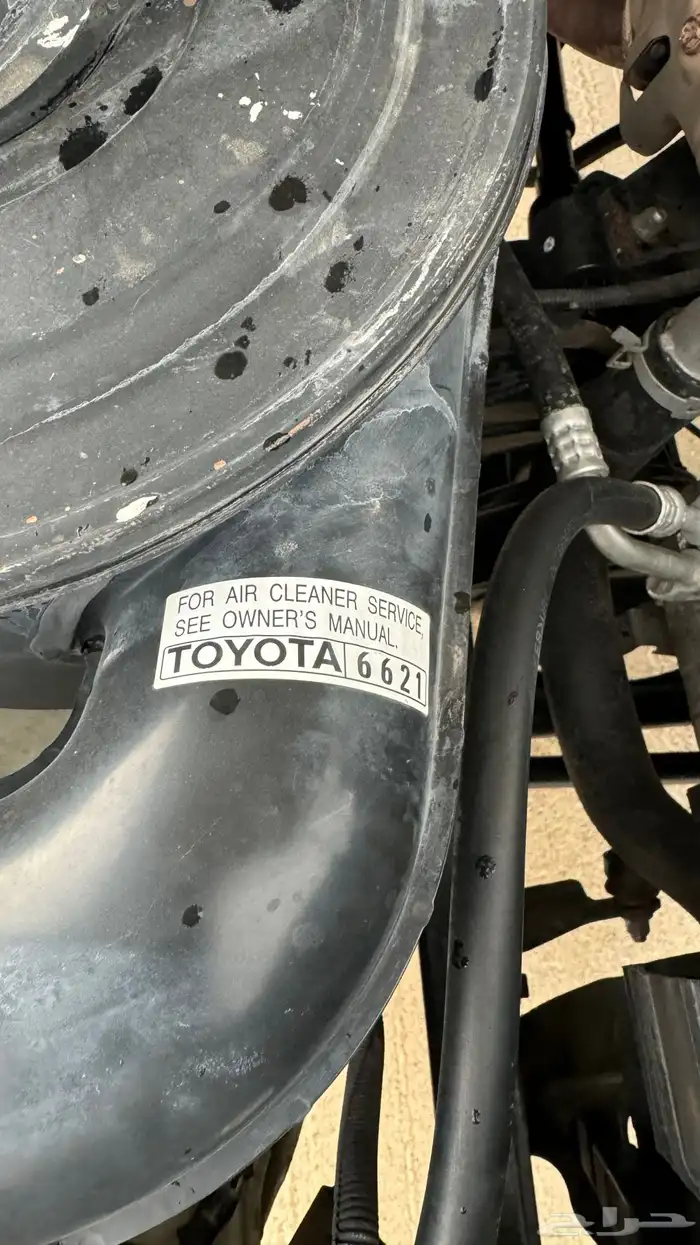 FOR AIR CLEANER SERVICE,
SEE OWNER'S MANUAL.
TOYOTA 6621
حراج